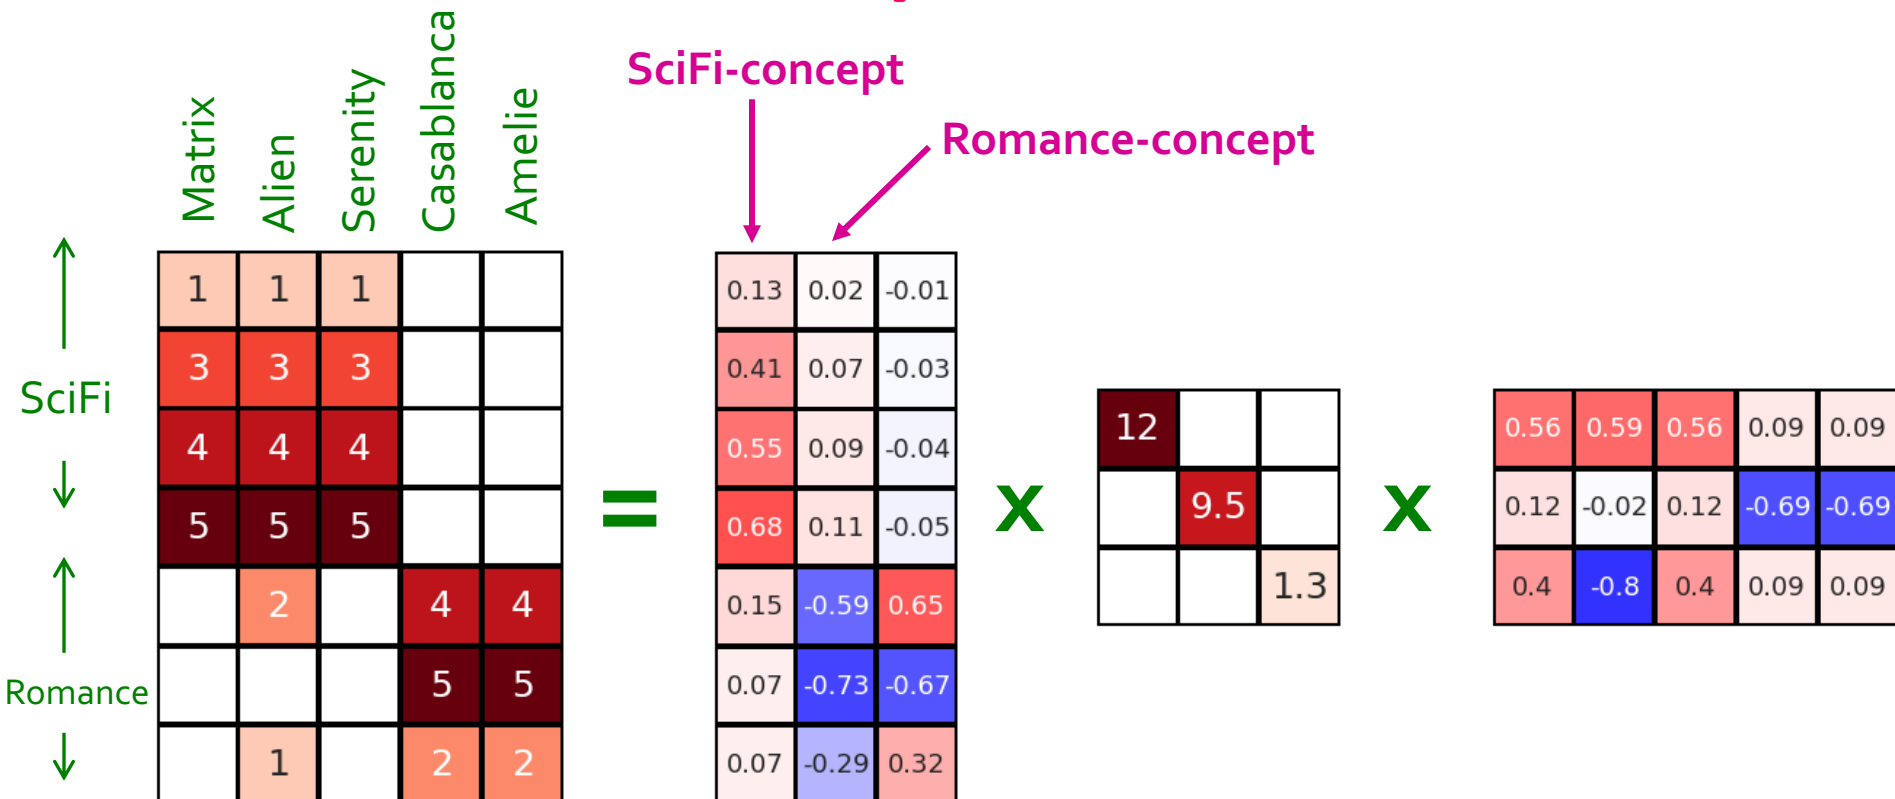 SciFi-concept
Romance-concept
Matrix
Alien
Serenity
Casablanca
Amelie
SciFi
Romance
1 1 1
3 3 3
4 4 4
5 5 5
2 4 4
5 5
1 2 2
=
0.13 0.02 -0.01
0.41 0.07 -0.03
0.55 0.09 -0.04
0.68 0.11 -0.05
0.15 -0.59 0.65
0.07 -0.73 -0.67
0.07 -0.29 0.32
x
12
9.5
1.3
x
0.56 0.59 0.56 0.09 0.09
0.12 -0.02 0.12 -0.69 -0.69
0.4 -0.8 0.4 0.09 0.09